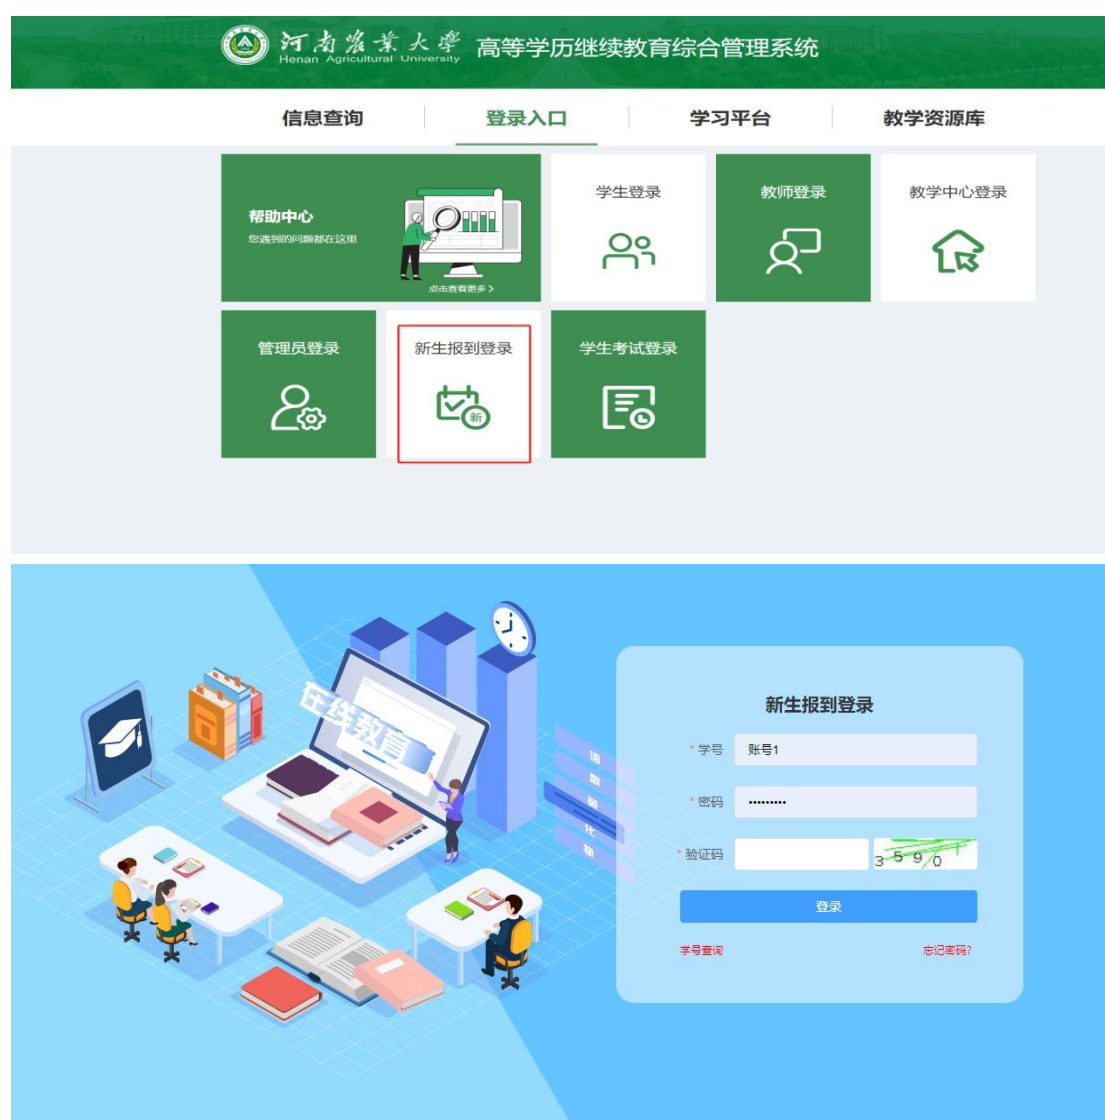 河南农业大学 高等学历继续教育综合管理系统
Henan Agricultural University
信息查询 登录入口 学习平台 教学资源库
帮助中心
您遇到的问题都在这里
点击查看更多 >
学生登录
教师登录
教学中心登录
管理员登录
新生报到登录
新
学生考试登录
在线教育
语
数
英
化
物
新生报到登录
* 学号 账号1
* 密码 •••••••••
* 验证码 3590
登录
学号查询 忘记密码?